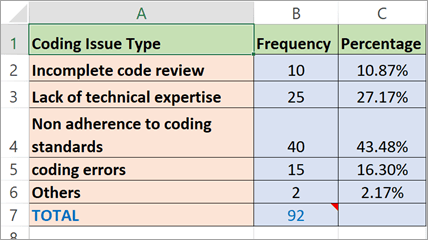 A B C
1 Coding Issue Type Frequency Percentage
2 Incomplete code review 10 10.87%
3 Lack of technical expertise 25 27.17%
Non adherence to coding
4 standards 40 43.48%
5 coding errors 15 16.30%
6 Others 2 2.17%
7 TOTAL 92
8